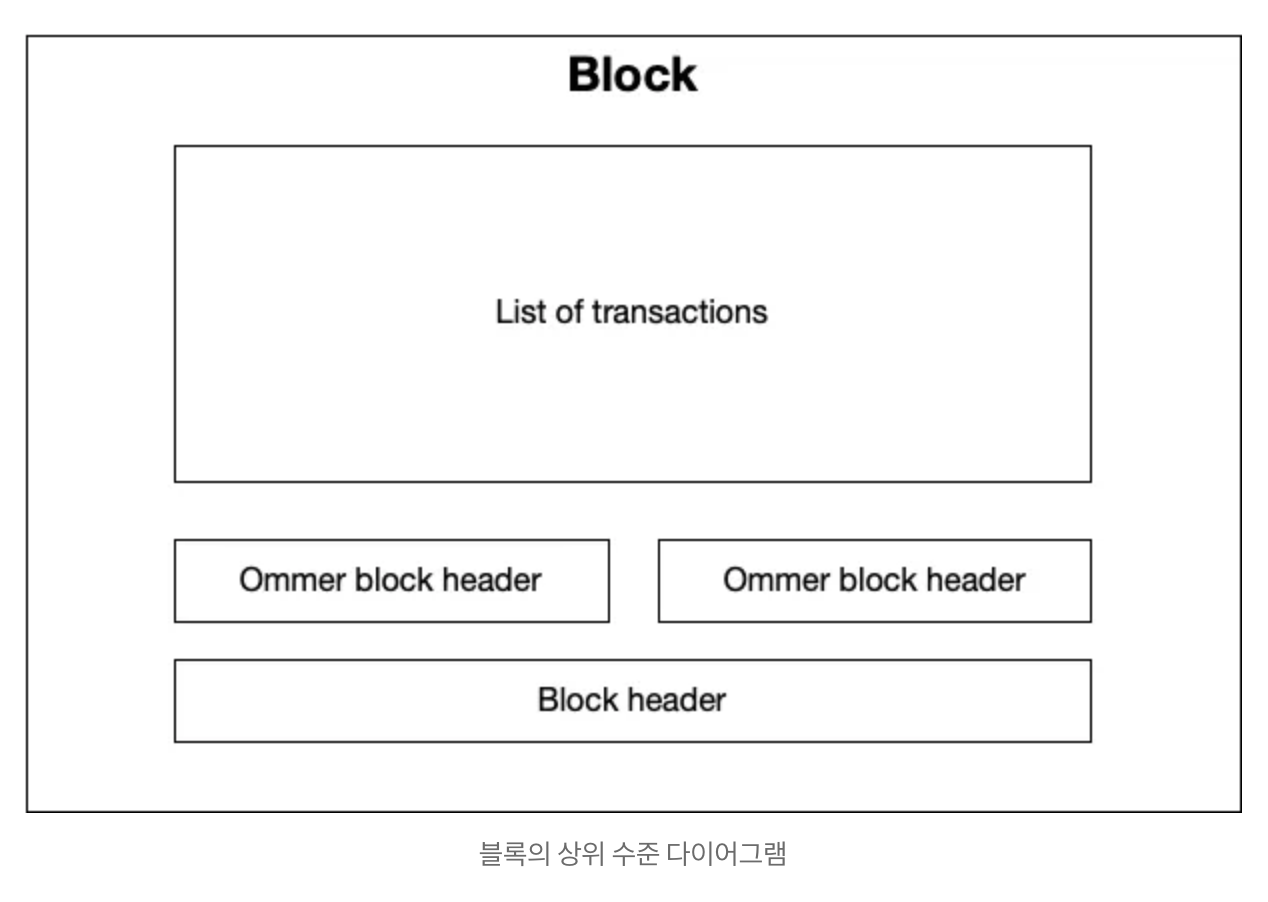 Block
List of transactions
Ommer block header
Ommer block header
Block header
블록의 상위 수준 다이어그램